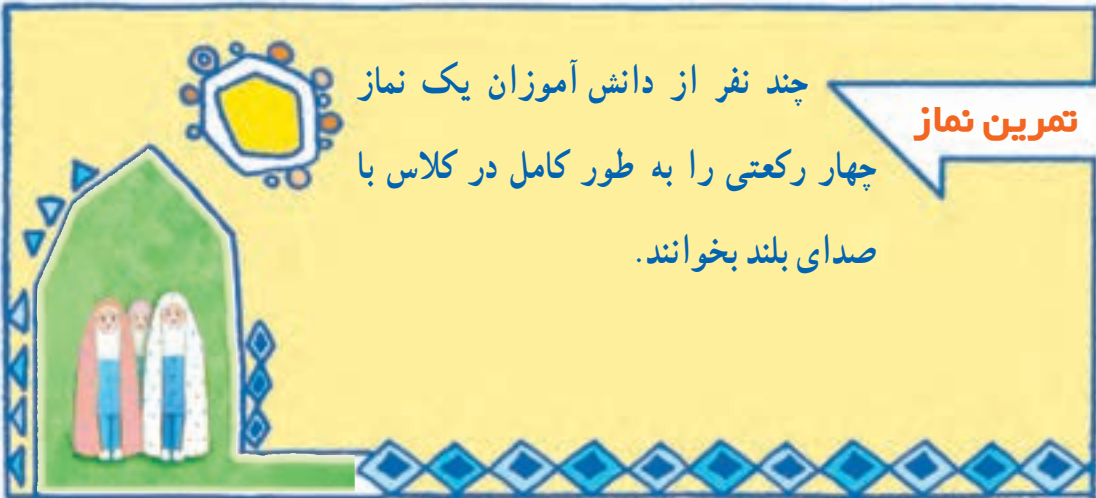 تمرین نماز
چند نفر از دانش آموزان یک نماز
چهار رکعتی را به طور کامل در کلاس با
صدای بلند بخوانند.